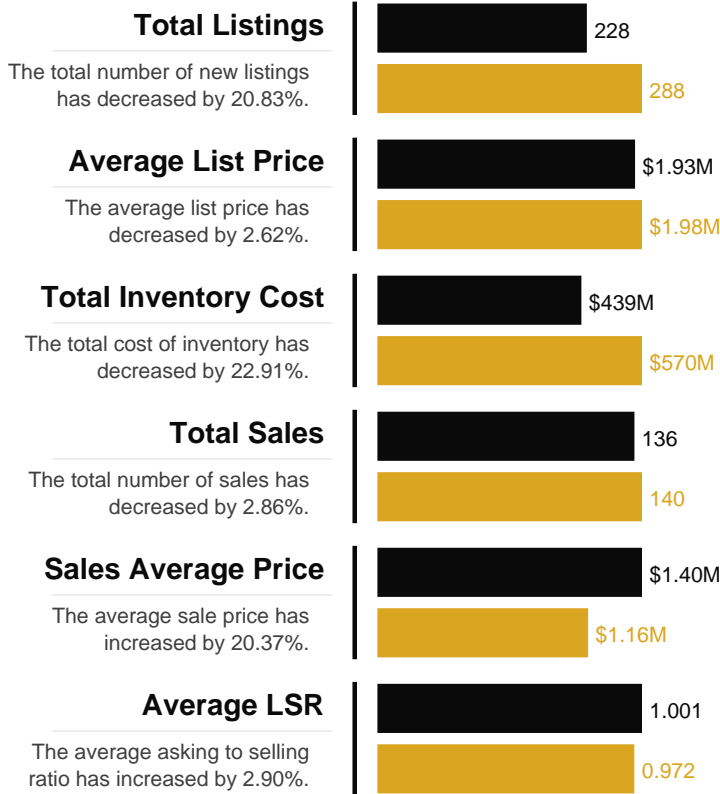 Total Listings
The total number of new listings
has decreased by 20.83%.
228
288
Average List Price
The average list price has
decreased by 2.62%.
$1.93M
$1.98M
Total Inventory Cost
The total cost of inventory has
decreased by 22.91%.
$439M
$570M
Total Sales
The total number of sales has
decreased by 2.86%.
136
140
Sales Average Price
The average sale price has
increased by 20.37%.
$1.40M
$1.16M
Average LSR
The average asking to selling
ratio has increased by 2.90%.
1.001
0.972